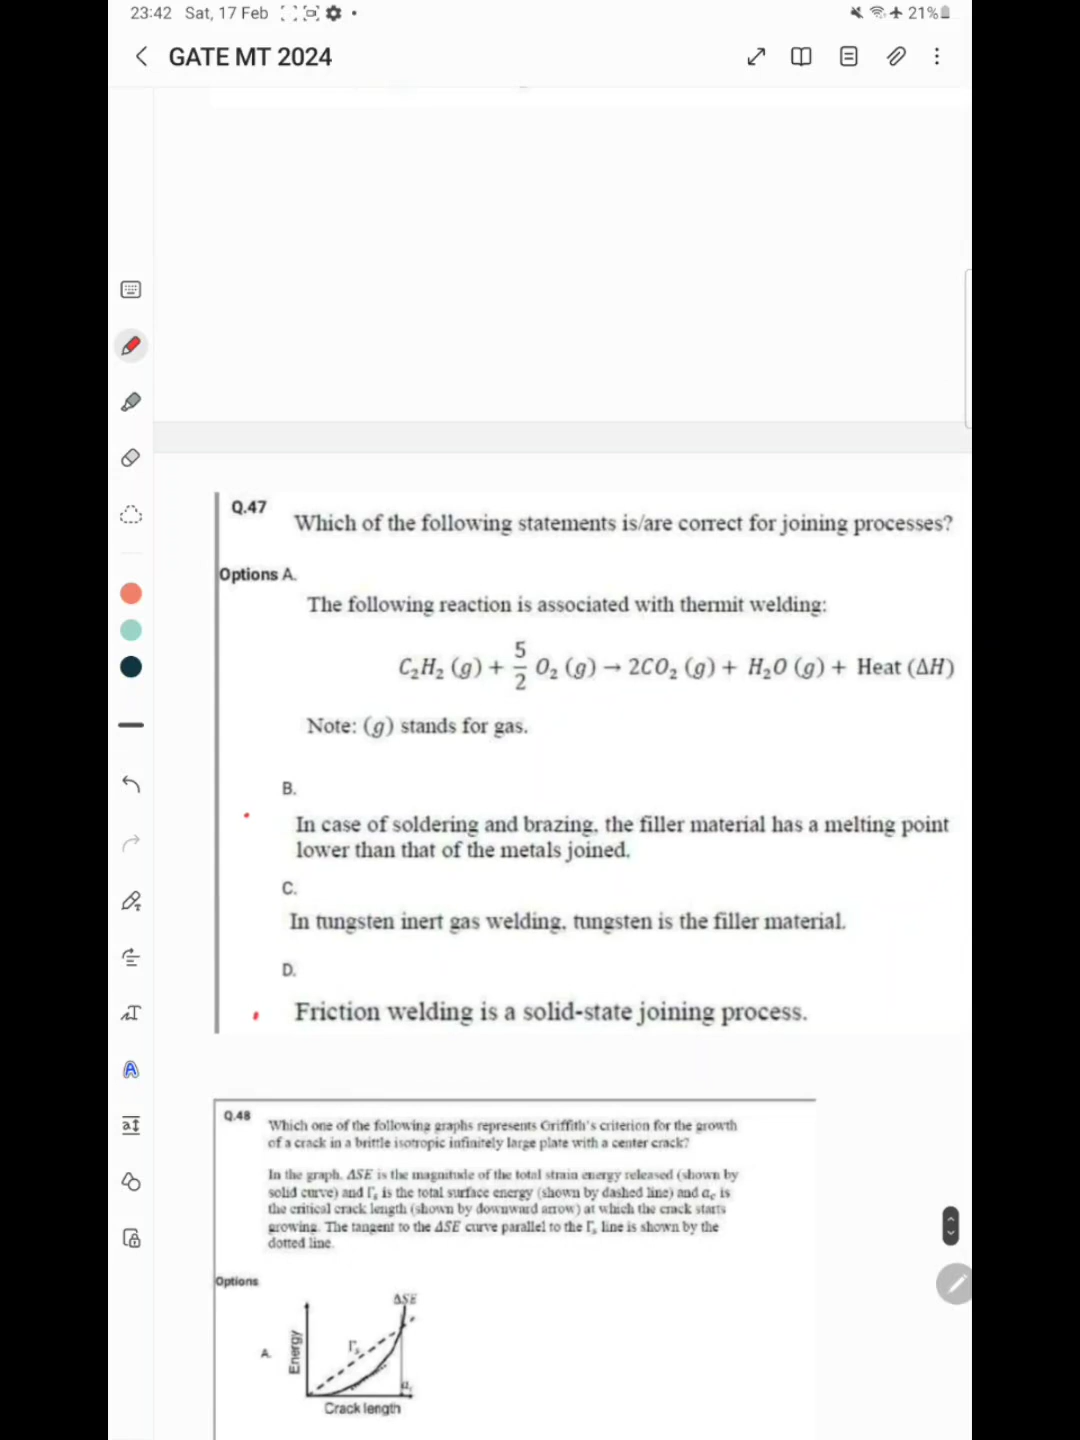 23:42 Sat, 17 Feb
21%
GATE MT 2024
Q.47
Which of the following statements is/are correct for joining processes?
Options A.
The following reaction is associated with thermit welding:
C₂H₂ (g) + 5/2 O₂ (g) → 2CO₂ (g) + H₂O (g) + Heat (ΔH)
Note: (g) stands for gas.
B.
In case of soldering and brazing, the filler material has a melting point
lower than that of the metals joined.
C.
In tungsten inert gas welding, tungsten is the filler material.
D.
Friction welding is a solid-state joining process.
Q.48
Which one of the following graphs represents Griffith's criterion for the growth
of a crack in a brittle isotropic infinitely large plate with a center crack?
In the graph, ΔSE is the magnitude of the total strain energy released (shown by
solid curve) and Γₛ is the total surface energy (shown by dashed line) and a꜀ is
the critical crack length (shown by downward arrow) at which the crack starts
growing. The tangent to the ΔSE curve parallel to the Γₛ line is shown by the
dotted line.
Options
A.
ΔSE
Γₛ
Energy
Crack length